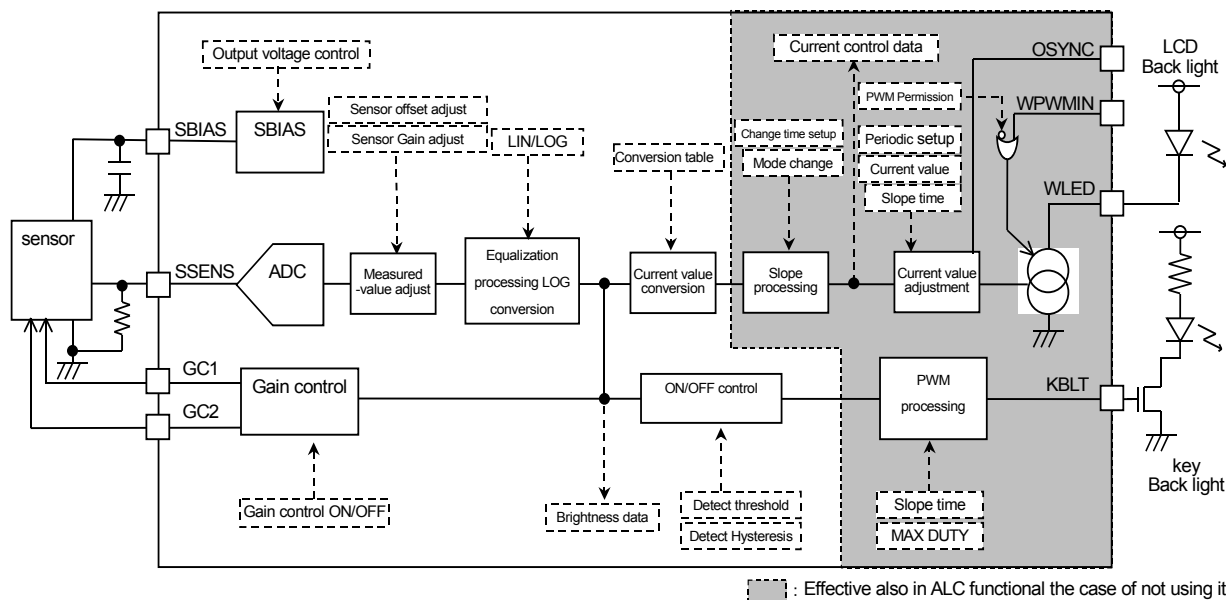 Output voltage control
Current control data
OSYNC
LCD
Back light
SBIAS
SBIAS
Sensor offset adjust
Sensor Gain adjust
LIN/LOG
PWM Permission
WPWMIN
Change time setup
Mode change
Periodic setup
Current value
Slope time
Conversion table
WLED
sensor
SSENS
ADC
Measured
-value adjust
Equalization
processing LOG
conversion
Current value
conversion
Slope
processing
Current value
adjustment
GC1
GC2
Gain control
ON/OFF control
PWM
processing
KBLT
key
Back light
Gain control ON/OFF
Brightness data
Detect threshold
Detect Hysteresis
Slope time
MAX DUTY
: Effective also in ALC functional the case of not using it